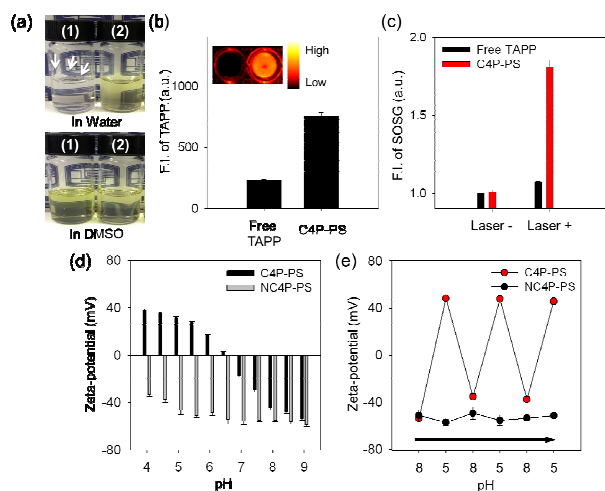 (a)
(1) (2)
In Water
(1) (2)
In DMSO
(b)
F.I. of TAPP (a.u.)
1000
500
0
High
Low
Free
TAPP
C4P-PS
(c)
F.I. of SOSG (a.u.)
2.0
1.5
1.0
Free TAPP
C4P-PS
Laser - Laser +
(d)
Zeta-potential (mV)
80
40
0
-40
-80
C4P-PS
NC4P-PS
4 5 6 7 8 9
pH
(e)
Zeta-potential (mV)
80
40
0
-40
-80
C4P-PS
NC4P-PS
8 5 8 5 8 5
pH